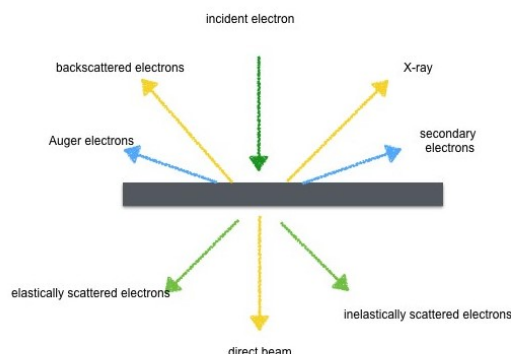 incident electron
backscattered electrons
X-ray
Auger electrons
secondary
electrons
elastically scattered electrons
inelastically scattered electrons
direct beam